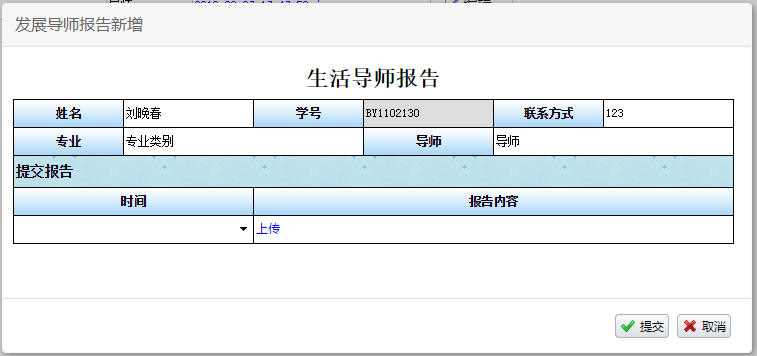 发展导师报告新增
生活导师报告
姓名 刘晚春 学号 BY1102130 联系方式 123
专业 专业类别 导师 导师
提交报告
时间 报告内容
上传
提交 取消